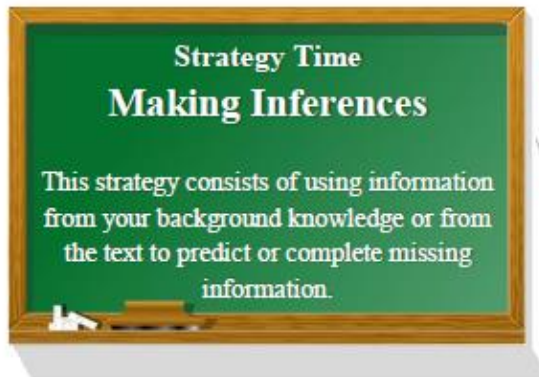 Strategy Time
Making Inferences
This strategy consists of using information
from your background knowledge or from
the text to predict or complete missing
information.